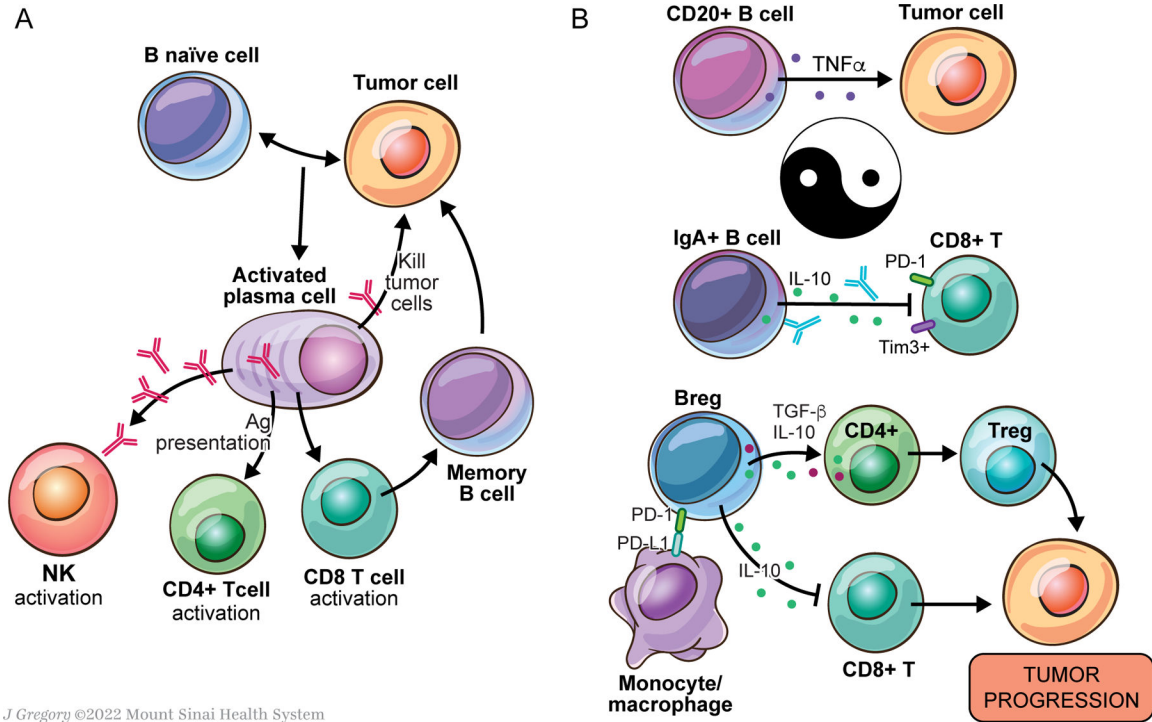 A
B naïve cell
Tumor cell
Activated
plasma cell
Kill
tumor
cells
Ag
presentation
Memory
B cell
NK
activation
CD4+ Tcell
activation
CD8 T cell
activation
J Gregory ©2022 Mount Sinai Health System
B
CD20+ B cell
Tumor cell
TNFα
IgA+ B cell
CD8+ T
PD-1
IL-10
Tim3+
Breg
TGF-β
IL-10
CD4+
Treg
PD-1
PD-L1
IL-10
Monocyte/
macrophage
CD8+ T
TUMOR
PROGRESSION